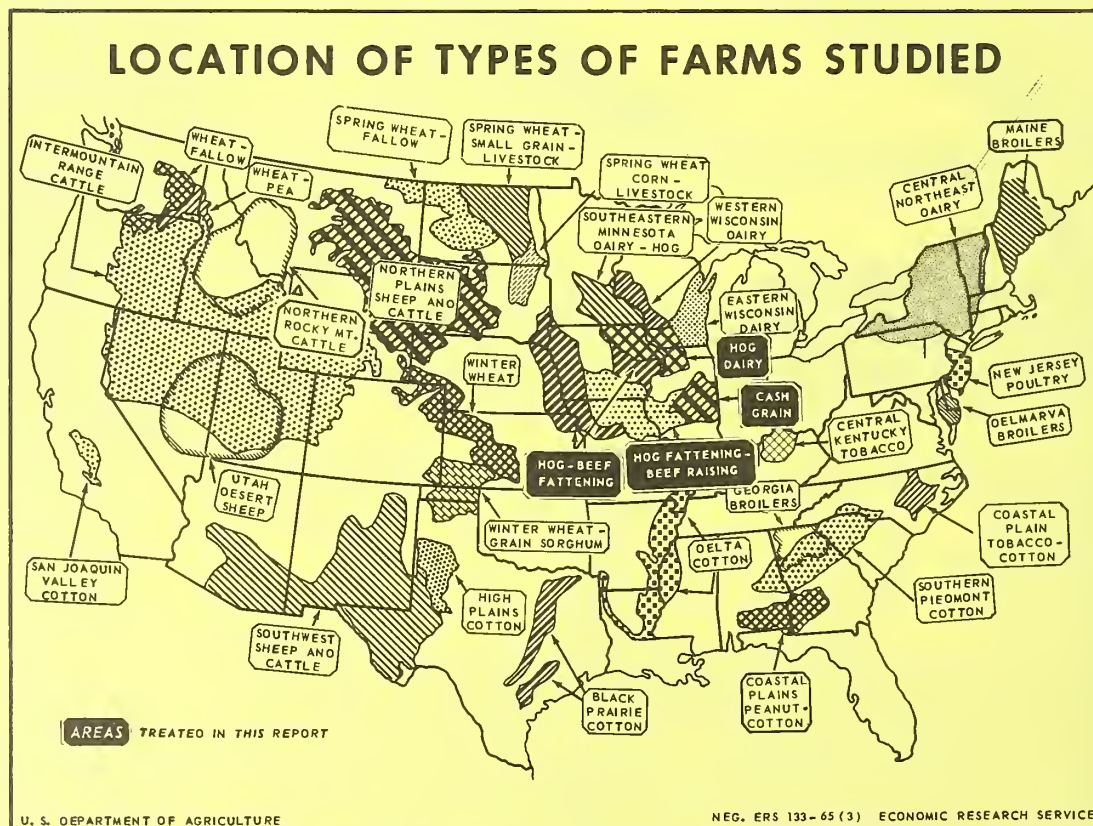 LOCATION OF TYPES OF FARMS STUDIED
SPRING WHEAT-
FALLOW
SPRING WHEAT-
SMALL GRAIN-
LIVESTOCK
MAINE
BROILERS
WHEAT-
FALLOW
INTERMOUNTAIN
RANGE
CATTLE
WHEAT-
PEA
SPRING WHEAT
CORN-
LIVESTOCK
WESTERN
WISCONSIN
DAIRY
CENTRAL
NORTHEAST
OAIRY
SOUTHEASTERN
MINNESOTA
OAIRY-HOG
NORTHERN
PLAINS
SHEEP AND
CATTLE
NORTHERN
ROCKY MT.
CATTLE
EASTERN
WISCONSIN
DAIRY
HOG
DAIRY
WINTER
WHEAT
NEW JERSEY
POULTRY
CASH
GRAIN
OELMARVA
BROILERS
CENTRAL
KENTUCKY
TOBACCO
HOG-BEEF
FATTENING
HOG FATTENING-
BEEF RAISING
UTAH
DESERT
SHEEP
GEORGIA
BROILERS
WINTER WHEAT-
GRAIN SORGHUM
OELTA
COTTON
COASTAL
PLAIN
TOBACCO-
COTTON
SAN JOAQUIN
VALLEY
COTTON
HIGH
PLAINS
COTTON
SOUTHERN
PIEOMONT
COTTON
SOUTHWEST
SHEEP AND
CATTLE
BLACK
PRAIRIE
COTTON
COASTAL
PLAINS
PEANUT-
COTTON
AREAS TREATED IN THIS REPORT
U. S. OEPARTMENT OF AGRICULTURE
NEG. ERS 133-65 (3) ECONOMIC RESEARCH SERVICE